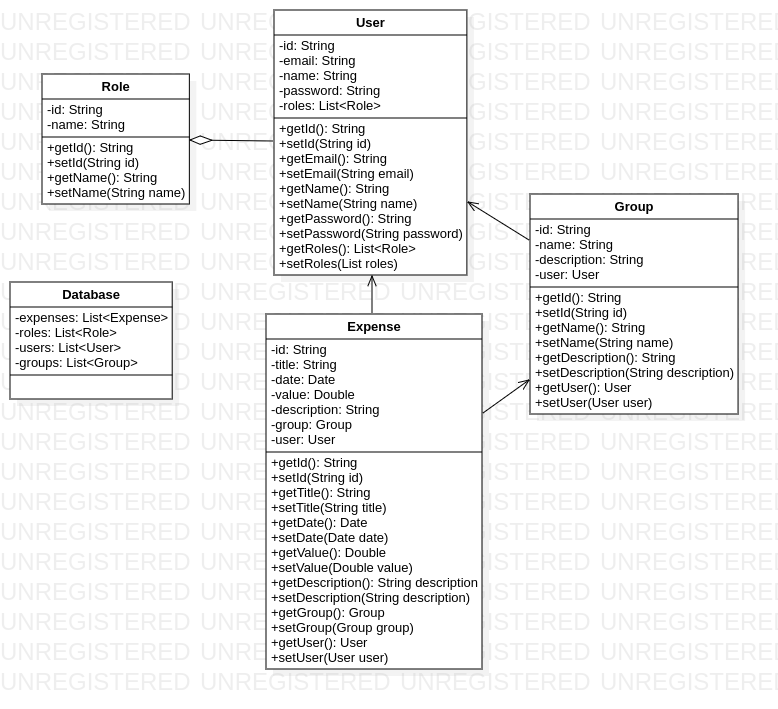 User
-id: String
-email: String
-name: String
-password: String
-roles: List<Role>
+getId(): String
+setId(String id)
+getEmail(): String
+setEmail(String email)
+getName(): String
+setName(String name)
+getPassword(): String
+setPassword(String password)
+getRoles(): List<Role>
+setRoles(List roles)
Role
-id: String
-name: String
+getId(): String
+setId(String id)
+getName(): String
+setName(String name)
Group
-id: String
-name: String
-description: String
-user: User
+getId(): String
+setId(String id)
+getName(): String
+setName(String name)
+getDescription(): String
+setDescription(String description)
+getUser(): User
+setUser(User user)
Database
-expenses: List<Expense>
-roles: List<Role>
-users: List<User>
-groups: List<Group>
Expense
-id: String
-title: String
-date: Date
-value: Double
-description: String
-group: Group
-user: User
+getId(): String
+setId(String id)
+getTitle(): String
+setTitle(String title)
+getDate(): Date
+setDate(Date date)
+getValue(): Double
+setValue(Double value)
+getDescription(): String description
+setDescription(String description)
+getGroup(): Group
+setGroup(Group group)
+getUser(): User
+setUser(User user)
UNREGISTERED UNREGISTERED UNREGISTERED UNREGISTERED